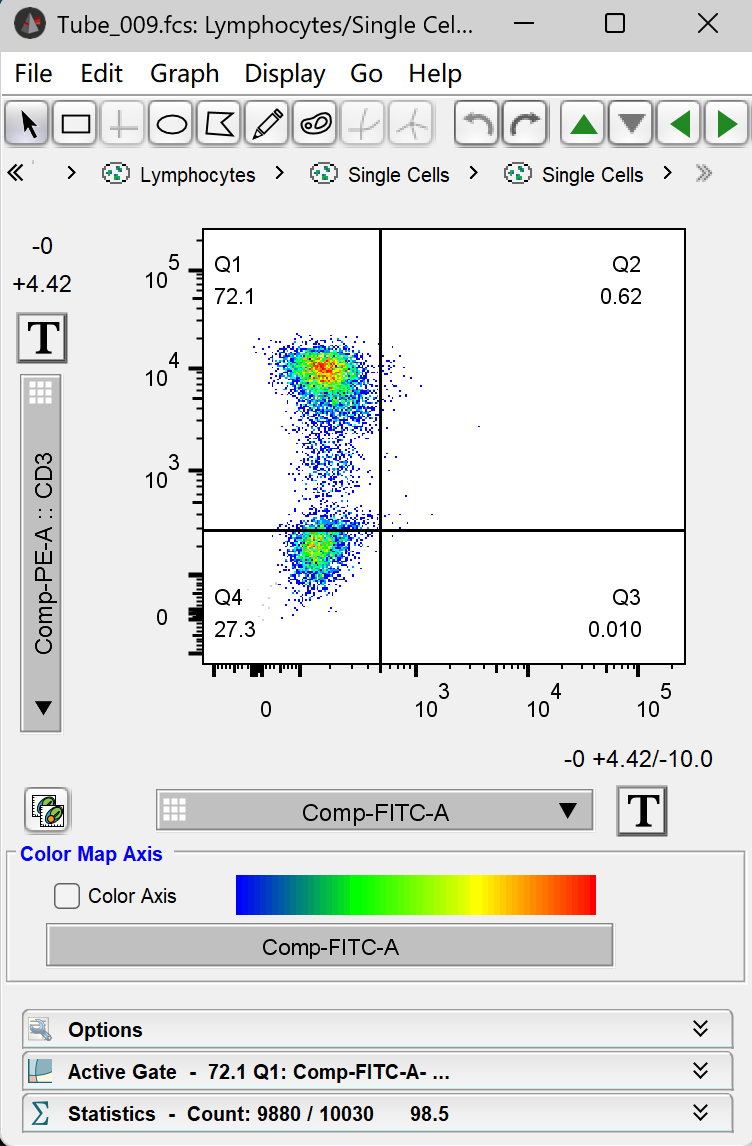 Tube_009.fcs: Lymphocytes/Single Cel...
File Edit Graph Display Go Help
Lymphocytes > Single Cells > Single Cells >
-0
+4.42
T
Comp-PE-A :: CD3
10^5
10^4
10^3
0
Q1
72.1
Q2
0.62
Q4
27.3
Q3
0.010
0 10^3 10^4 10^5
-0 +4.42/-10.0
Comp-FITC-A
T
Color Map Axis
Color Axis
Comp-FITC-A
Options
Active Gate - 72.1 Q1: Comp-FITC-A- ...
Statistics - Count: 9880 / 10030 98.5